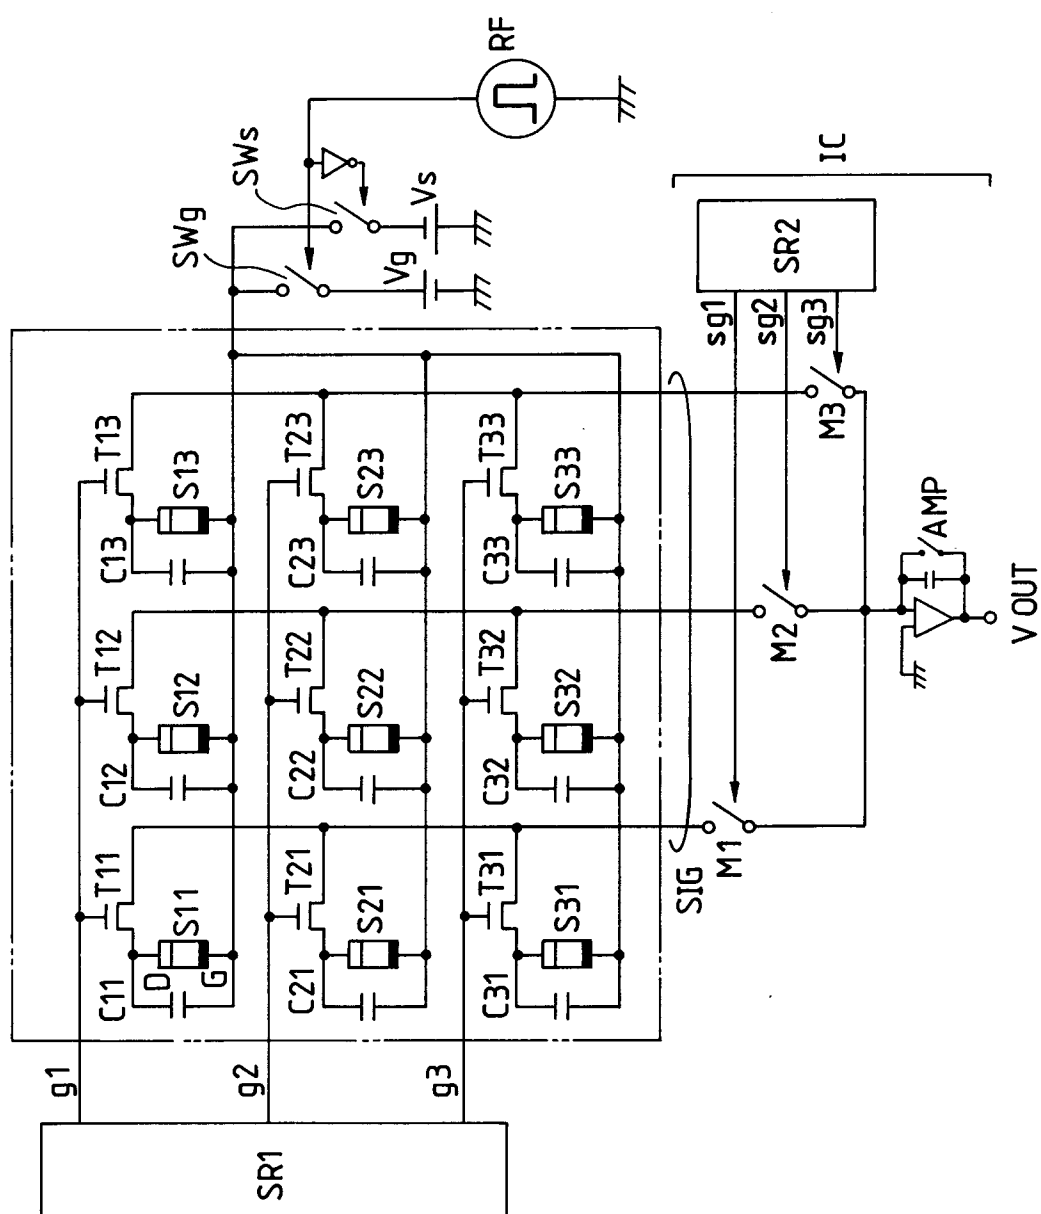 SR1
g1
g2
g3
C11
D
G
S11
T11
C12
S12
T12
C13
S13
T13
C21
S21
T21
C22
S22
T22
C23
S23
T23
C31
S31
T31
C32
S32
T32
C33
S33
T33
SWg
SWs
Vg
Vs
RF
SIG
M1
M2
M3
sg1
sg2
sg3
SR2
IC
AMP
V OUT